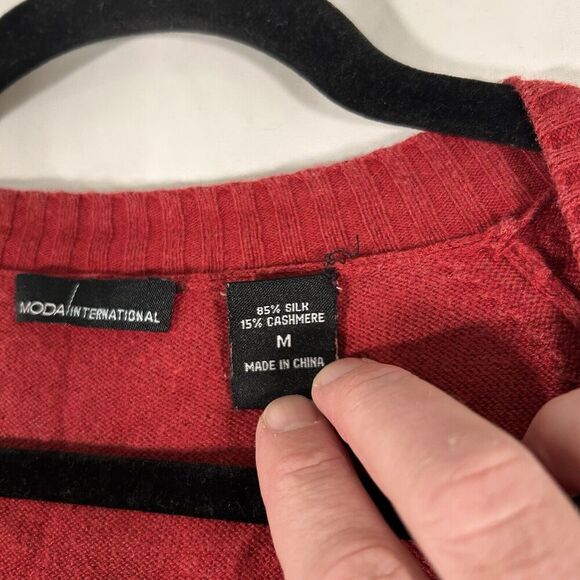 MODA/INTERNATIONAL
85% SILK
15% CASHMERE
M
MADE IN CHINA